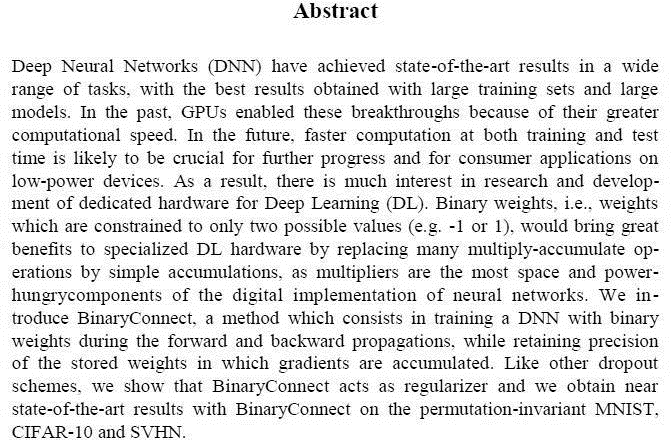 Abstract
Deep Neural Networks (DNN) have achieved state-of-the-art results in a wide
range of tasks, with the best results obtained with large training sets and large
models. In the past, GPUs enabled these breakthroughs because of their greater
computational speed. In the future, faster computation at both training and test
time is likely to be crucial for further progress and for consumer applications on
low-power devices. As a result, there is much interest in research and develop-
ment of dedicated hardware for Deep Learning (DL). Binary weights, i.e., weights
which are constrained to only two possible values (e.g. -1 or 1), would bring great
benefits to specialized DL hardware by replacing many multiply-accumulate op-
erations by simple accumulations, as multipliers are the most space and power-
hungrycomponents of the digital implementation of neural networks. We in-
troduce BinaryConnect, a method which consists in training a DNN with binary
weights during the forward and backward propagations, while retaining precision
of the stored weights in which gradients are accumulated. Like other dropout
schemes, we show that BinaryConnect acts as regularizer and we obtain near
state-of-the-art results with BinaryConnect on the permutation-invariant MNIST,
CIFAR-10 and SVHN.